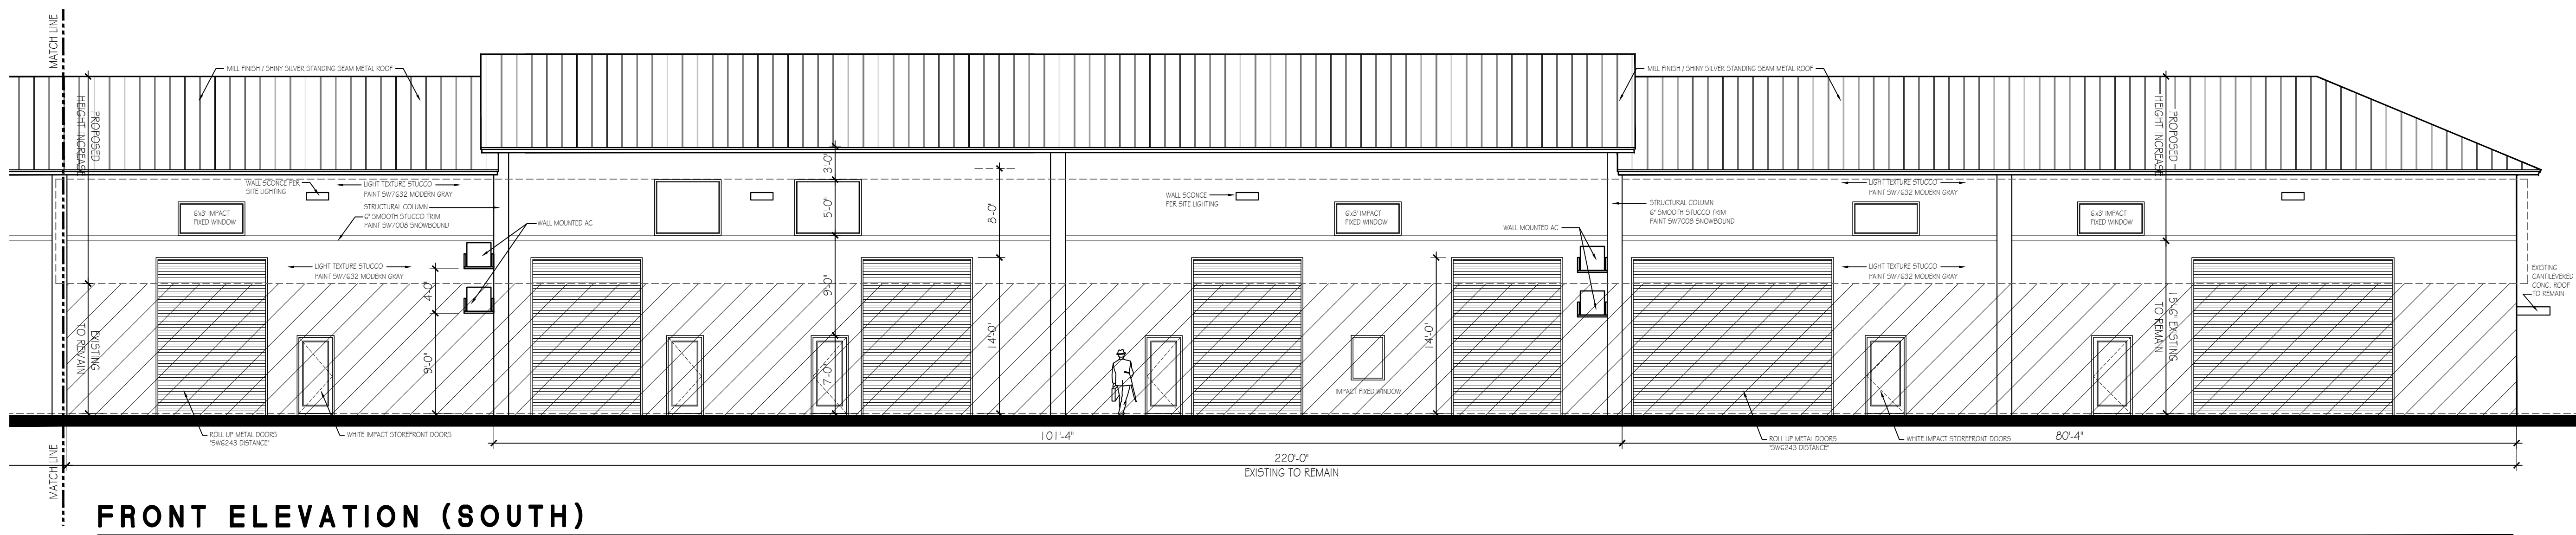 MATCH LINE
MILL FINISH / SHINY SILVER STANDING SEAM METAL ROOF
MILL FINISH / SHINY SILVER STANDING SEAM METAL ROOF
PROPOSED
HEIGHT INCREASE
PROPOSED
HEIGHT INCREASE
WALL SCONCE PER
SITE LIGHTING
LIGHT TEXTURE STUCCO
PAINT SW7632 MODERN GRAY
STRUCTURAL COLUMN
6" SMOOTH STUCCO TRIM
PAINT SW7008 SNOWBOUND
6'x3' IMPACT
FIXED WINDOW
WALL MOUNTED AC
3'-0"
5'-0"
9'-0"
7'-0"
8'-0"
14'-0"
WALL SCONCE
PER SITE LIGHTING
6'x3' IMPACT
FIXED WINDOW
WALL MOUNTED AC
STRUCTURAL COLUMN
6" SMOOTH STUCCO TRIM
PAINT SW7008 SNOWBOUND
LIGHT TEXTURE STUCCO
PAINT SW7632 MODERN GRAY
6'x3' IMPACT
FIXED WINDOW
LIGHT TEXTURE STUCCO
PAINT SW7632 MODERN GRAY
LIGHT TEXTURE STUCCO
PAINT SW7632 MODERN GRAY
EXISTING
CANTILEVERED
CONC. ROOF
TO REMAIN
4'-0"
9'-0"
EXISTING
TO REMAIN
14'-0"
IMPACT FIXED WINDOW
15'-6" EXISTING
TO REMAIN
ROLL UP METAL DOORS
"SW6243 DISTANCE"
WHITE IMPACT STOREFRONT DOORS
101'-4"
ROLL UP METAL DOORS
"SW6243 DISTANCE"
WHITE IMPACT STOREFRONT DOORS
80'-4"
220'-0"
EXISTING TO REMAIN
MATCH LINE
FRONT ELEVATION (SOUTH)